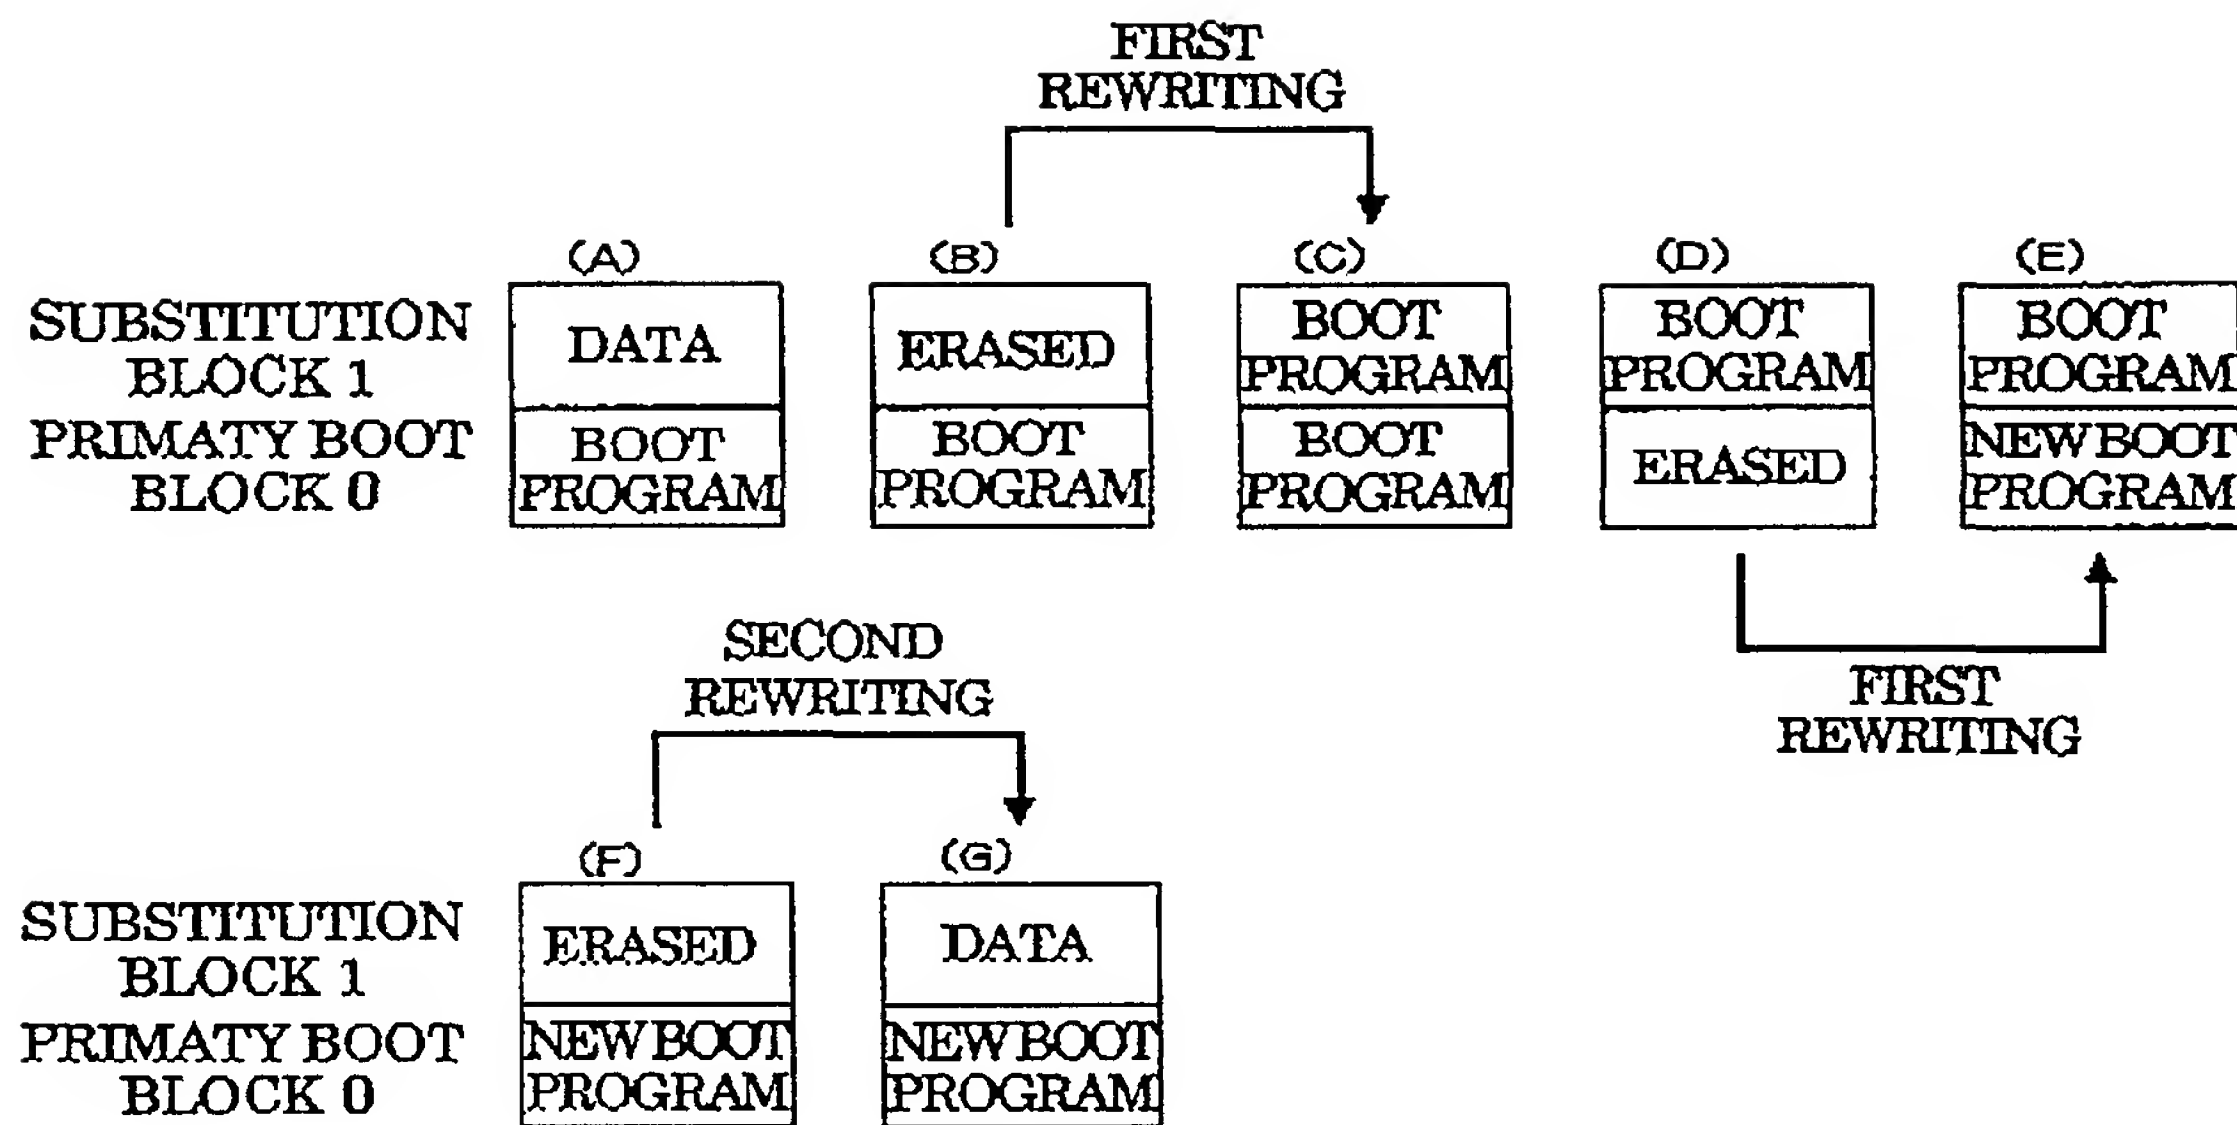 FIRST
REWRITING
(A)
(B)
(C)
(D)
(E)
SUBSTITUTION
BLOCK 1
PRIMATY BOOT
BLOCK 0
DATA
BOOT
PROGRAM
ERASED
BOOT
PROGRAM
BOOT
PROGRAM
BOOT
PROGRAM
BOOT
PROGRAM
ERASED
BOOT
PROGRAM
NEW BOOT
PROGRAM
FIRST
REWRITING
SECOND
REWRITING
(F)
(G)
SUBSTITUTION
BLOCK 1
PRIMATY BOOT
BLOCK 0
ERASED
NEW BOOT
PROGRAM
DATA
NEW BOOT
PROGRAM